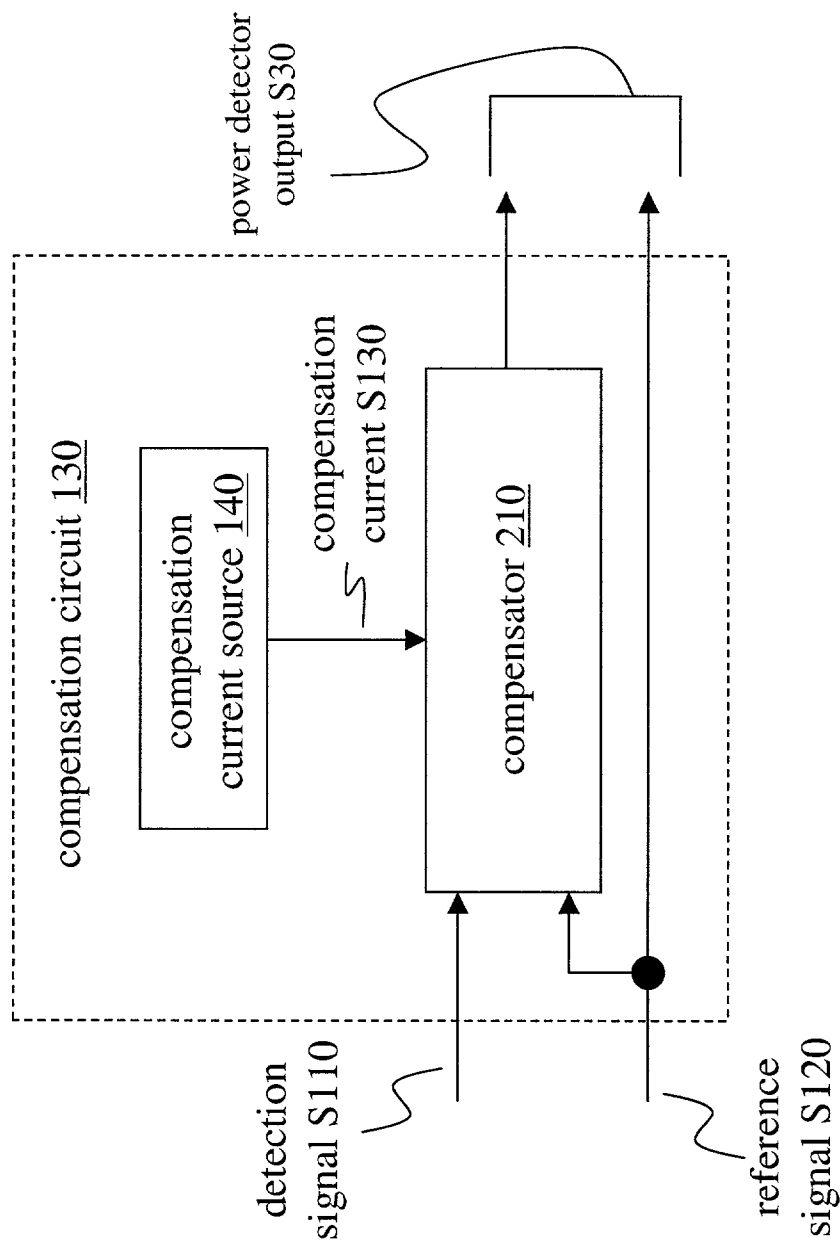 compensation circuit 130
compensation
current source 140
compensation
current S130
compensator 210
detection
signal S110
reference
signal S120
power detector
output S30